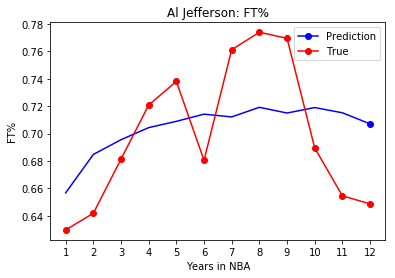 Al Jefferson: FT%
0.78
0.76
0.74
0.72
0.70
0.68
0.66
0.64
FT%
Prediction
True
1 2 3 4 5 6 7 8 9 10 11 12
Years in NBA